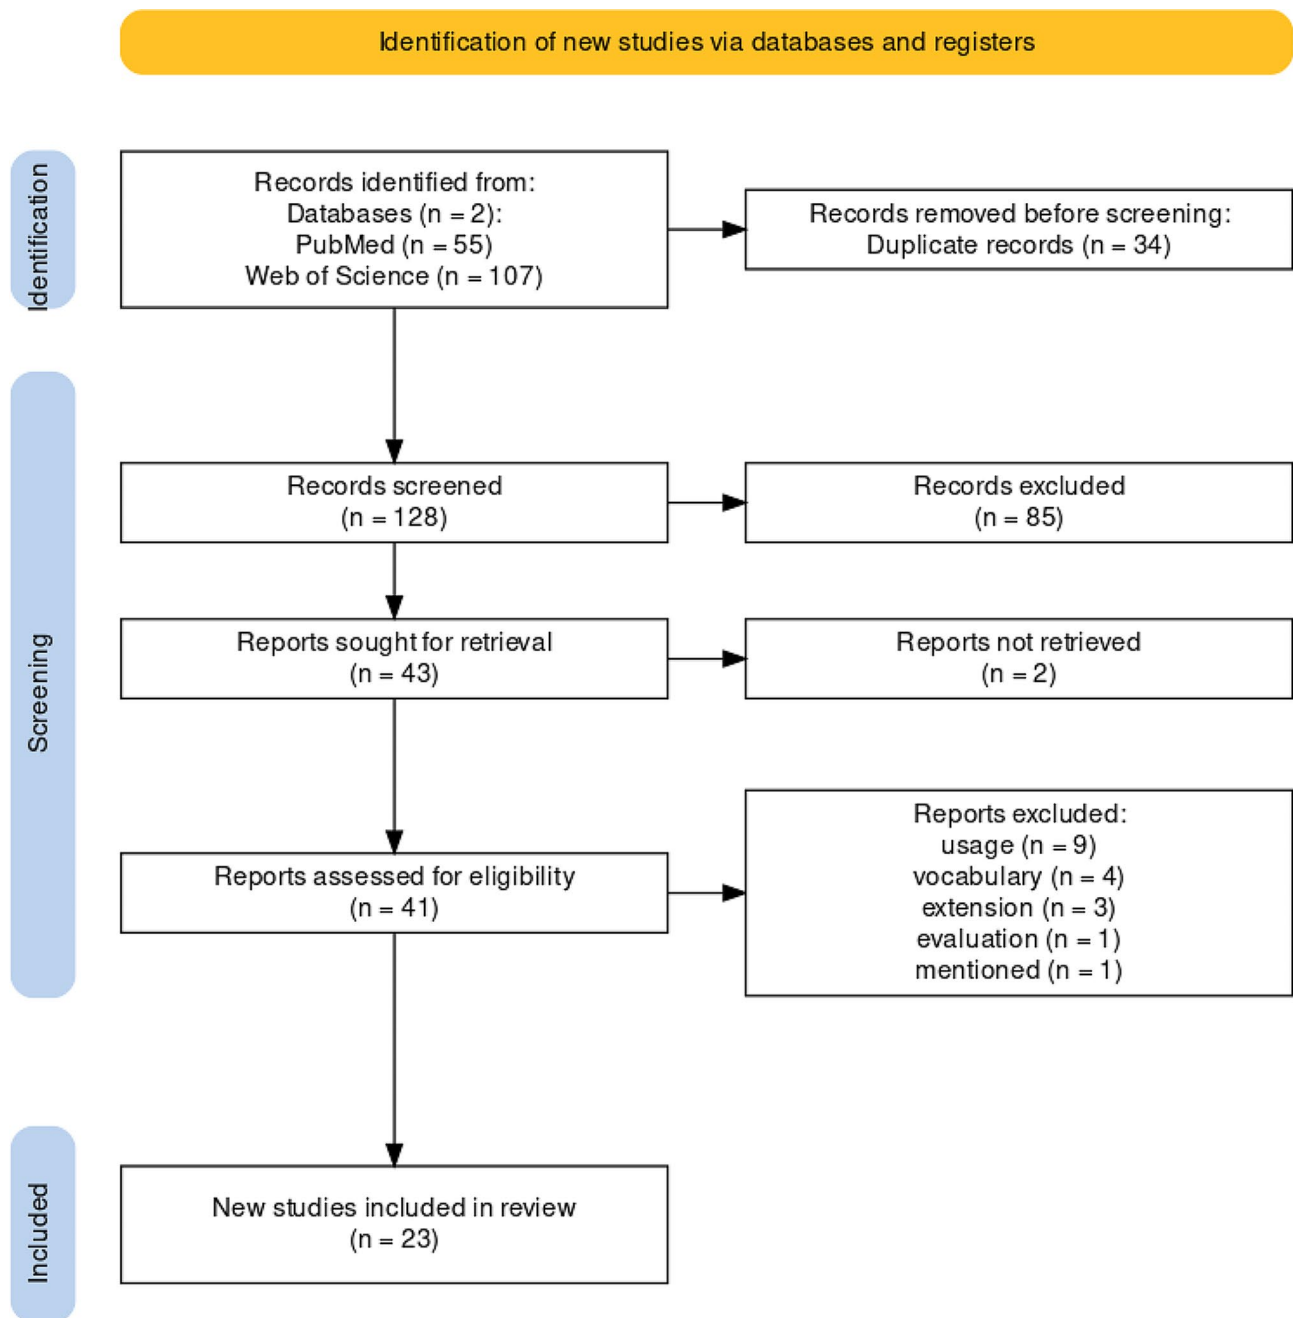 Identification of new studies via databases and registers
Identification
Records identified from:
Databases (n = 2):
PubMed (n = 55)
Web of Science (n = 107)
Records removed before screening:
Duplicate records (n = 34)
Screening
Records screened
(n = 128)
Records excluded
(n = 85)
Reports sought for retrieval
(n = 43)
Reports not retrieved
(n = 2)
Reports assessed for eligibility
(n = 41)
Reports excluded:
usage (n = 9)
vocabulary (n = 4)
extension (n = 3)
evaluation (n = 1)
mentioned (n = 1)
Included
New studies included in review
(n = 23)